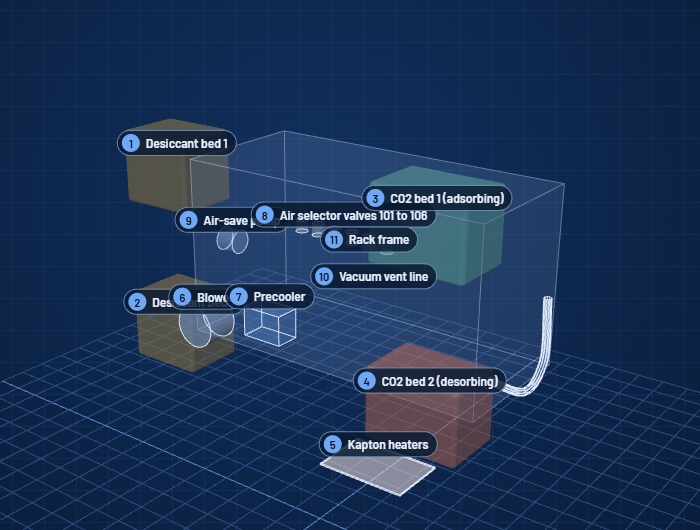 1 Desiccant bed 1
3 CO2 bed 1 (adsorbing)
9 Air-save
8 Air selector valves 101 to 106
11 Rack frame
10 Vacuum vent line
2
6
7 Precooler
4 CO2 bed 2 (desorbing)
5 Kapton heaters